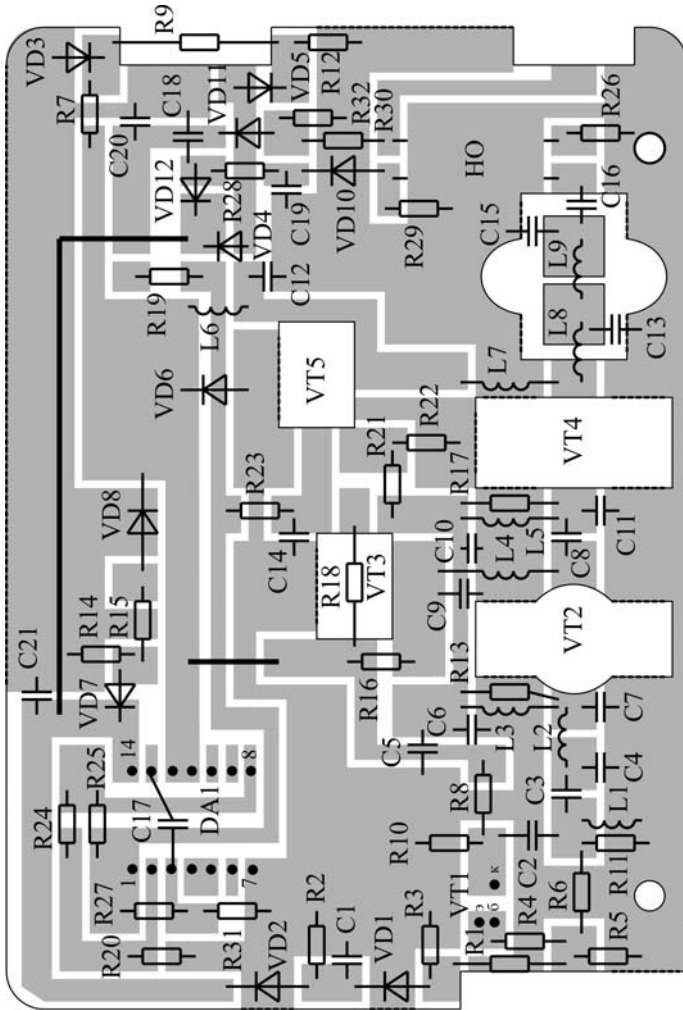 R9
VD3
R7
C20
C18
VD11
VD5
R12
R32
R30
R26
VD12
R28
VD4
C19
VD10
HO
R29
C15
C16
R19
L6
C12
L9
L8
C13
VD6
VT5
L7
R22
R21
R17
VT4
VD8
R23
C14
C10
L4
L5
C8
C11
R14
R15
R18
VT3
C9
C21
VD7
R16
R13
VT2
14
8
C5
C6
L3
L2
C7
R24
R25
C17
DA1
R8
C3
C4
L1
1
7
R10
R27
R20
R31
VD2
R2
C1
VD1
R3
VT1
э
б
к
C2
R1
R4
R6
R11
R5